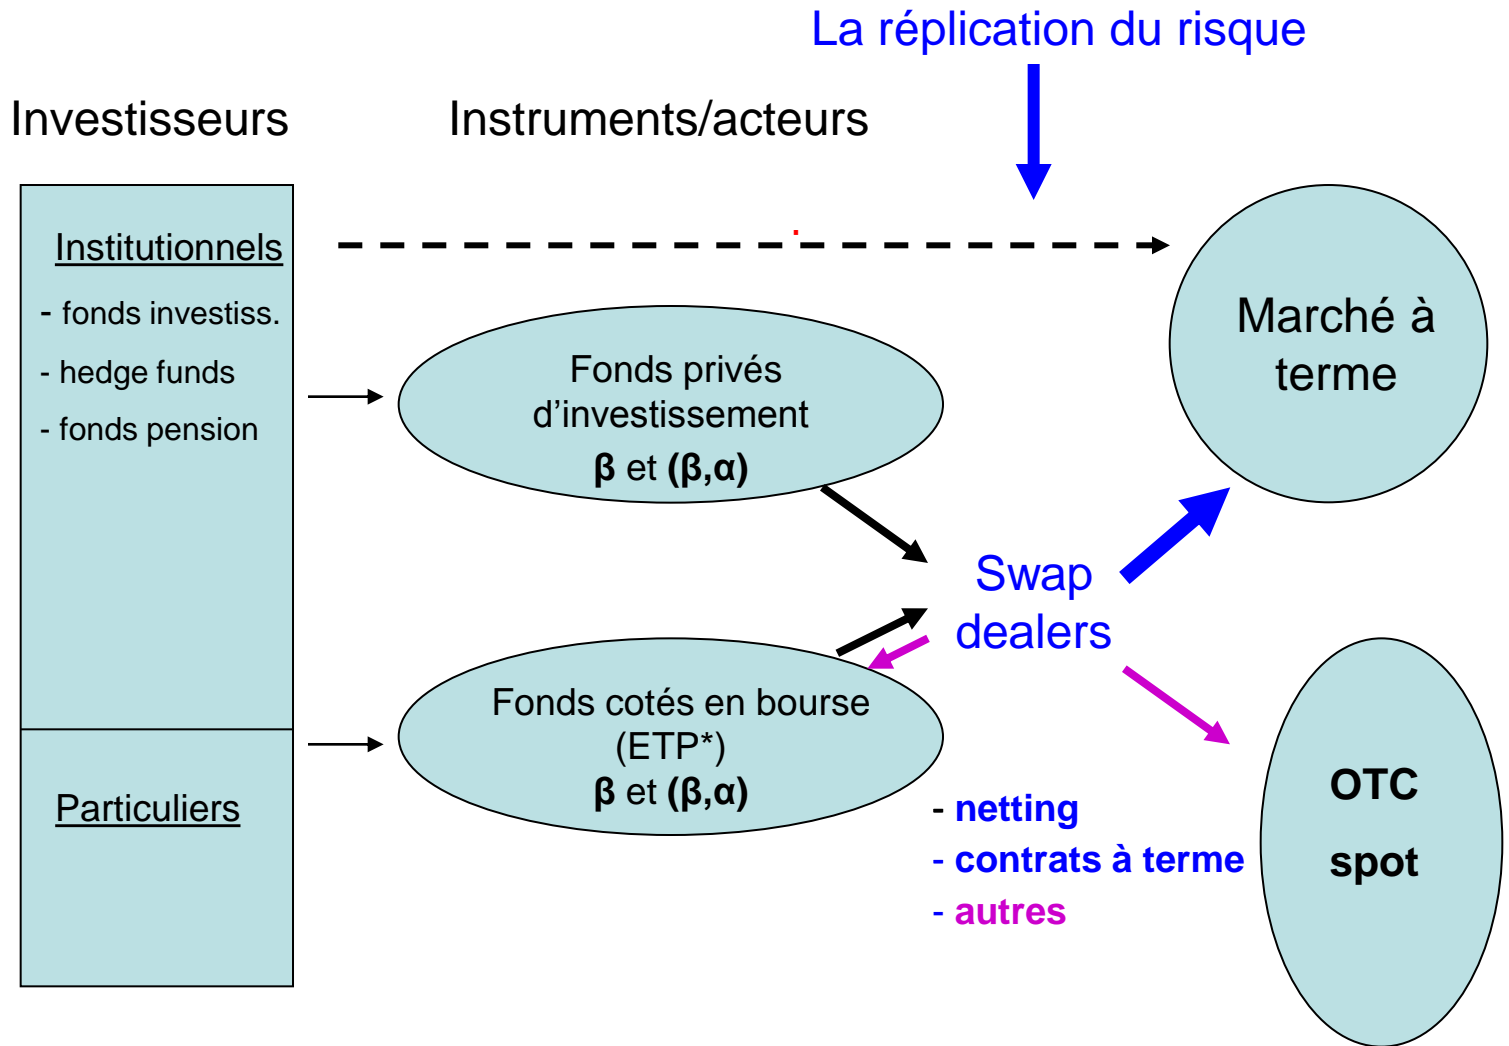 La réplication du risque
Investisseurs
Instruments/acteurs
Institutionnels
- fonds investiss.
- hedge funds
- fonds pension
Particuliers
Fonds privés
d’investissement
β et (β,α)
Fonds cotés en bourse
(ETP*)
β et (β,α)
Swap
dealers
- netting
- contrats à terme
- autres
Marché à
terme
OTC
spot